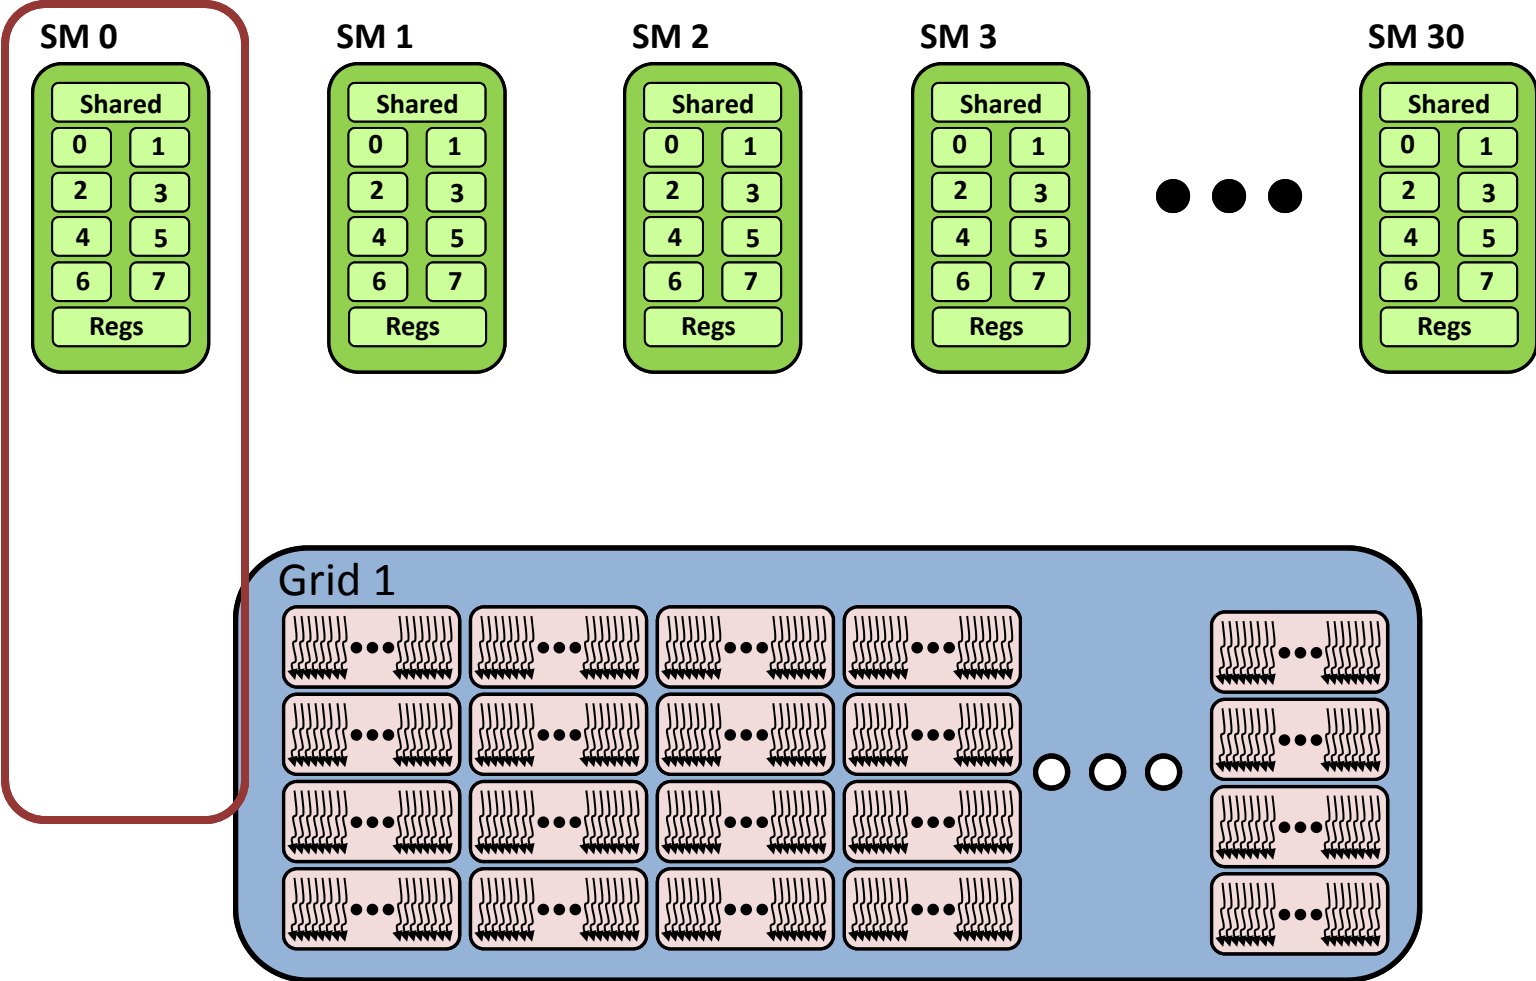 SM 0 SM 1 SM 2 SM 3 SM 30
Shared Shared Shared Shared Shared
0 1 0 1 0 1 0 1 0 1
2 3 2 3 2 3 2 3 2 3
4 5 4 5 4 5 4 5 4 5
6 7 6 7 6 7 6 7 6 7
Regs Regs Regs Regs Regs
Grid 1